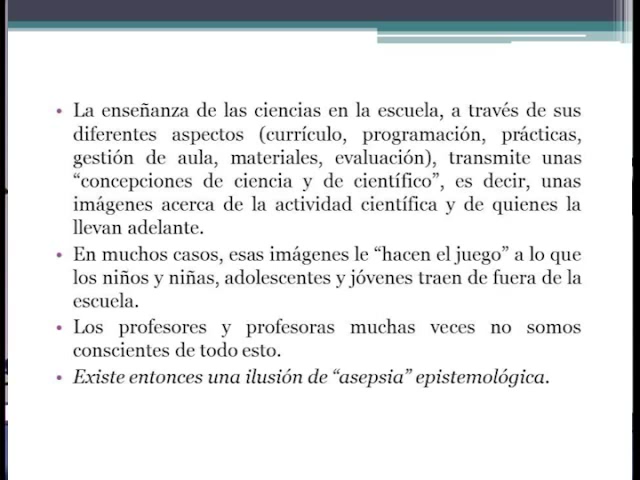 • La enseñanza de las ciencias en la escuela, a través de sus
diferentes aspectos (currículo, programación, prácticas,
gestión de aula, materiales, evaluación), transmite unas
“concepciones de ciencia y de científico”, es decir, unas
imágenes acerca de la actividad científica y de quienes la
llevan adelante.
• En muchos casos, esas imágenes le “hacen el juego” a lo que
los niños y niñas, adolescentes y jóvenes traen de fuera de la
escuela.
• Los profesores y profesoras muchas veces no somos
conscientes de todo esto.
• Existe entonces una ilusión de “asepsia” epistemológica.